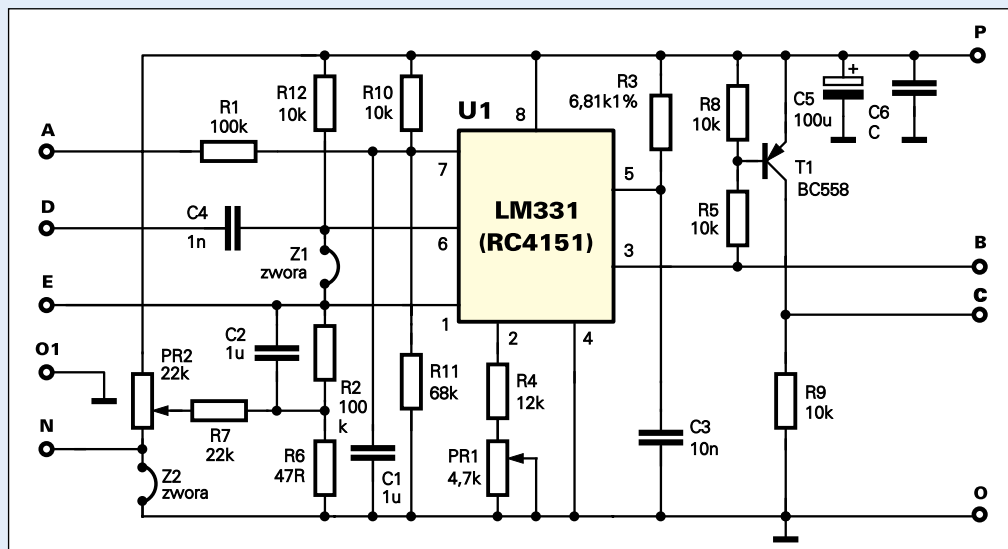 P
R12
10k
R10
10k
R3
6,81k1%
R1
100k
U1
8
R8
10k
+
C5
100u
C6
C
A
7
5
T1
BC558
D
C4
1n
6
LM331
(RC4151)
R5
10k
Z1
zwora
3
B
E
1
C
C2
1u
2
4
O1
PR2
22k
R2
100
k
R11
68k
R4
12k
R9
10k
N
R7
22k
R6
47R
C1
1u
PR1
4,7k
C3
10n
Z2
zwora
O